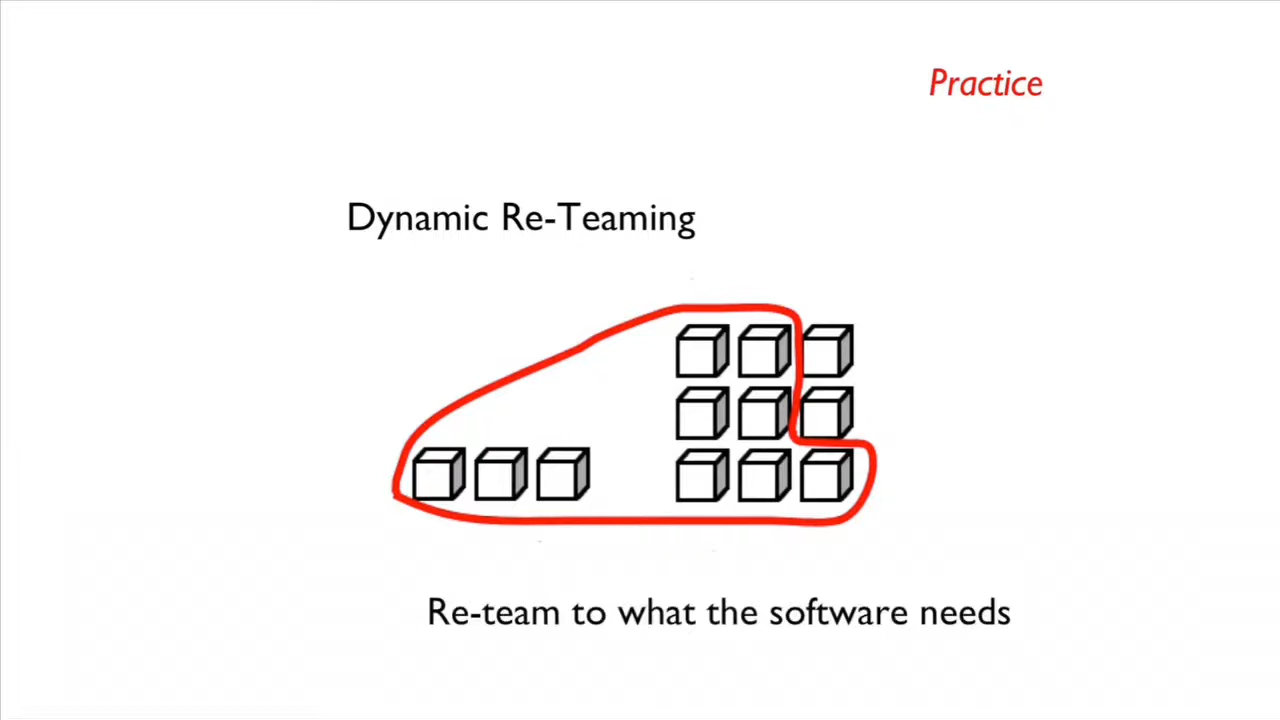 Practice
Dynamic Re-Teaming
Re-team to what the software needs